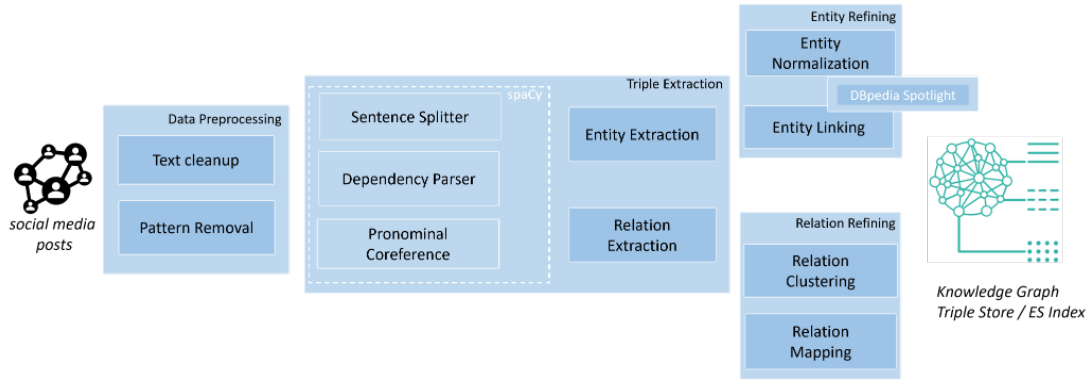 social media
posts
Data Preprocessing
Text cleanup
Pattern Removal
Triple Extraction
spaCy
Sentence Splitter
Dependency Parser
Pronominal
Coreference
Entity Extraction
Relation
Extraction
Entity Refining
Entity
Normalization
DBpedia Spotlight
Entity Linking
Relation Refining
Relation
Clustering
Relation
Mapping
Knowledge Graph
Triple Store / ES Index